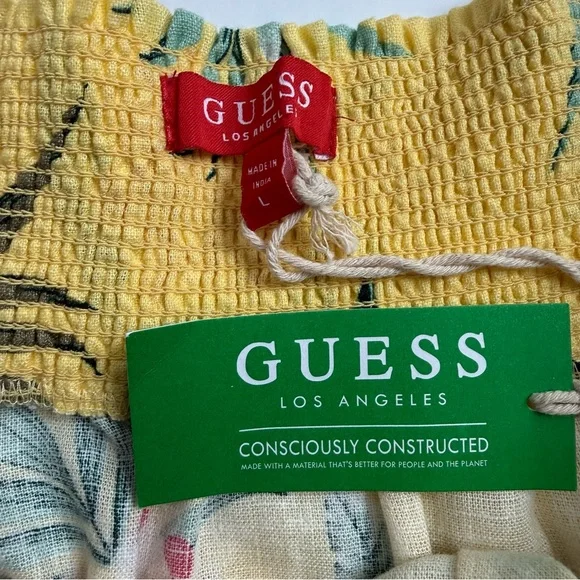 GUESS
LOS ANGELES
MADE IN
INDIA
L
GUESS
LOS ANGELES
CONSCIOUSLY CONSTRUCTED
MADE WITH A MATERIAL THAT'S BETTER FOR PEOPLE AND THE PLANET